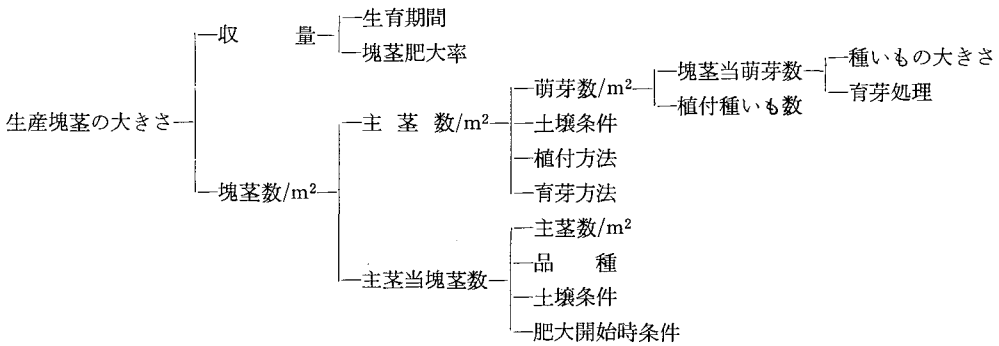 生産塊茎の大きさ
収量
生育期間
塊茎肥大率
塊茎数/m²
主茎数/m²
萌芽数/m²
塊茎当萌芽数
種いもの大きさ
育芽処理
植付種いも数
土壌条件
植付方法
育芽方法
主茎当塊茎数
主茎数/m²
品種
土壌条件
肥大開始時条件